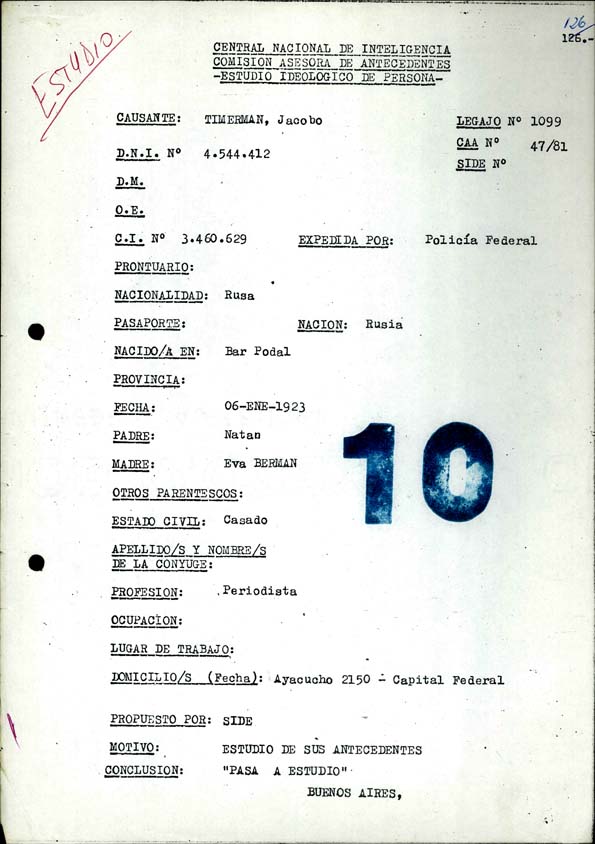 126
126.-
ESTUDIO.
CENTRAL NACIONAL DE INTELIGENCIA
COMISION ASESORA DE ANTECEDENTES
-ESTUDIO IDEOLOGICO DE PERSONA-
CAUSANTE: TIMERMAN, Jacobo LEGAJO Nº 1099
D.N.I. Nº 4.544.412 CAA Nº 47/81
SIDE Nº
D.M.
O.E.
C.I. Nº 3.460.629 EXPEDIDA POR: Policía Federal
PRONTUARIO:
NACIONALIDAD: Rusa
PASAPORTE: NACION: Rusia
NACIDO/A EN: Bar Podal
PROVINCIA:
FECHA: 06-ENE-1923
PADRE: Natan
MADRE: Eva BERMAN
10
OTROS PARENTESCOS:
ESTADO CIVIL: Casado
APELLIDO/S Y NOMBRE/S
DE LA CONYUGE:
PROFESION: Periodista
OCUPACION:
LUGAR DE TRABAJO:
DOMICILIO/S (Fecha): Ayacucho 2150 - Capital Federal
PROPUESTO POR: SIDE
MOTIVO: ESTUDIO DE SUS ANTECEDENTES
CONCLUSION: "PASA A ESTUDIO"
BUENOS AIRES,